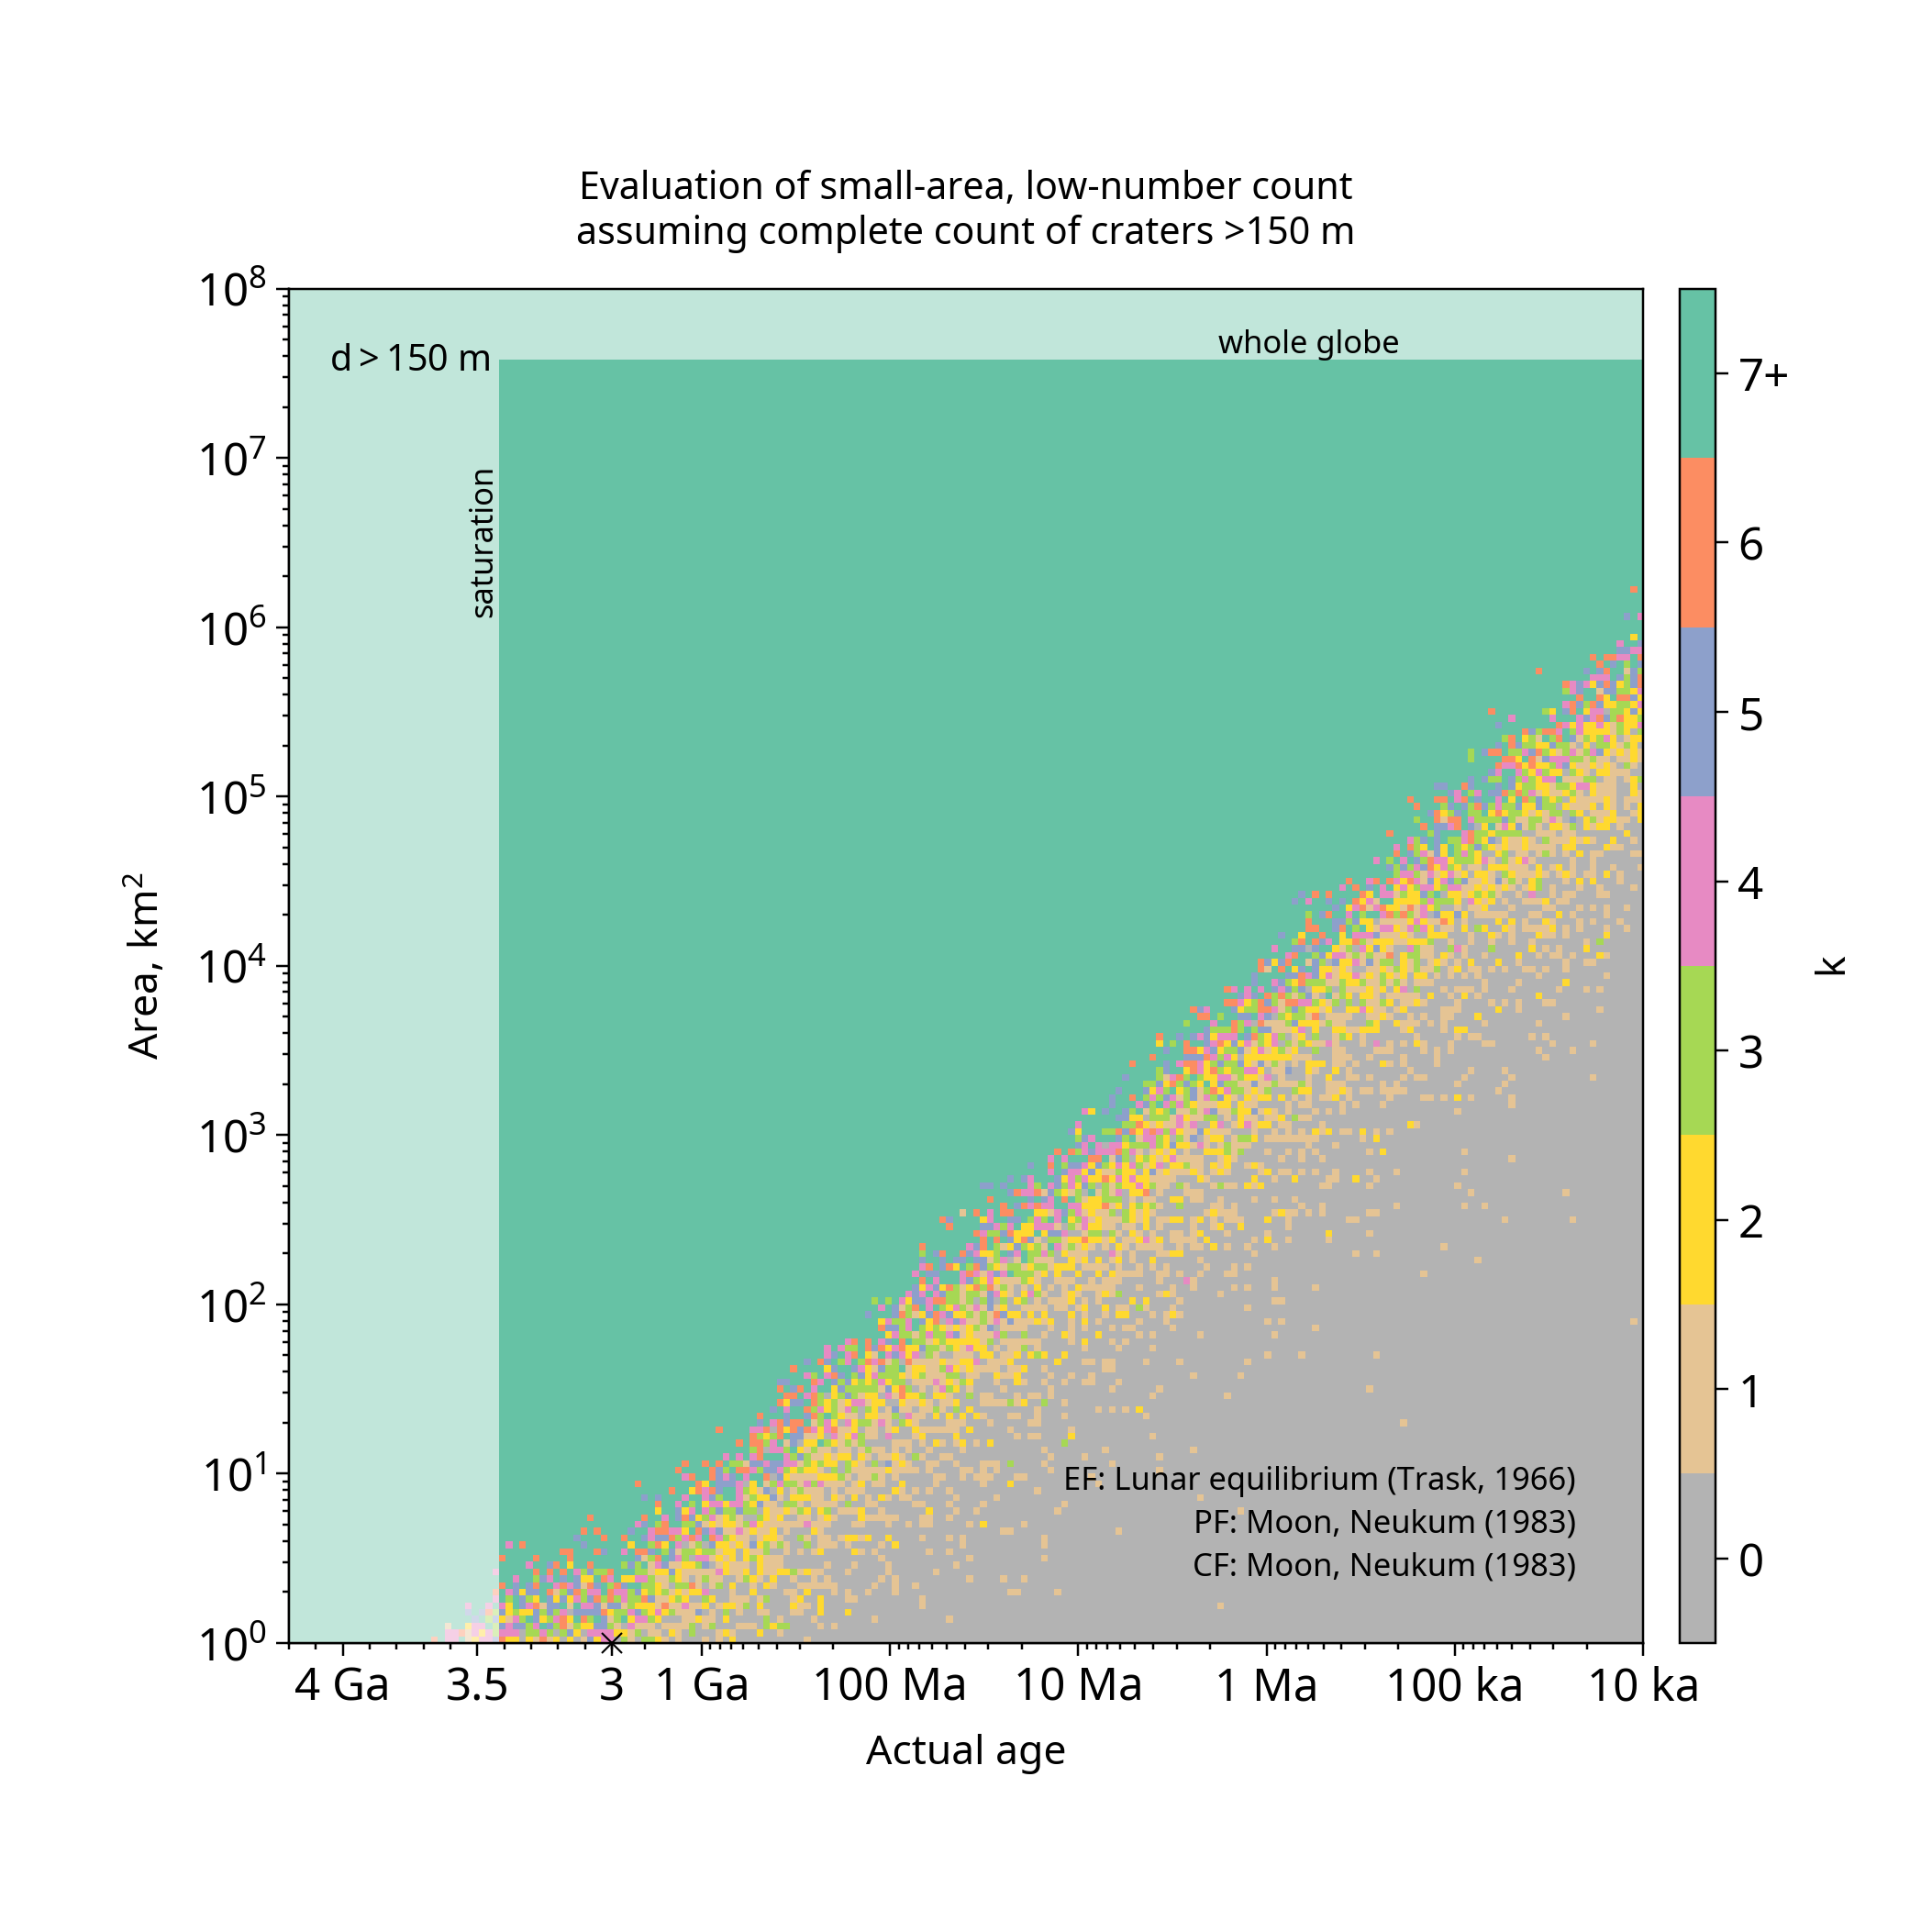 Evaluation of small-area, low-number count
assuming complete count of craters >150 m
10⁸
10⁷
10⁶
10⁵
10⁴
10³
10²
10¹
10⁰
Area, km²
d > 150 m
whole globe
saturation
EF: Lunar equilibrium (Trask, 1966)
PF: Moon, Neukum (1983)
CF: Moon, Neukum (1983)
4 Ga 3.5 3 1 Ga 100 Ma 10 Ma 1 Ma 100 ka 10 ka
Actual age
7+
6
5
4
3
2
1
0
k